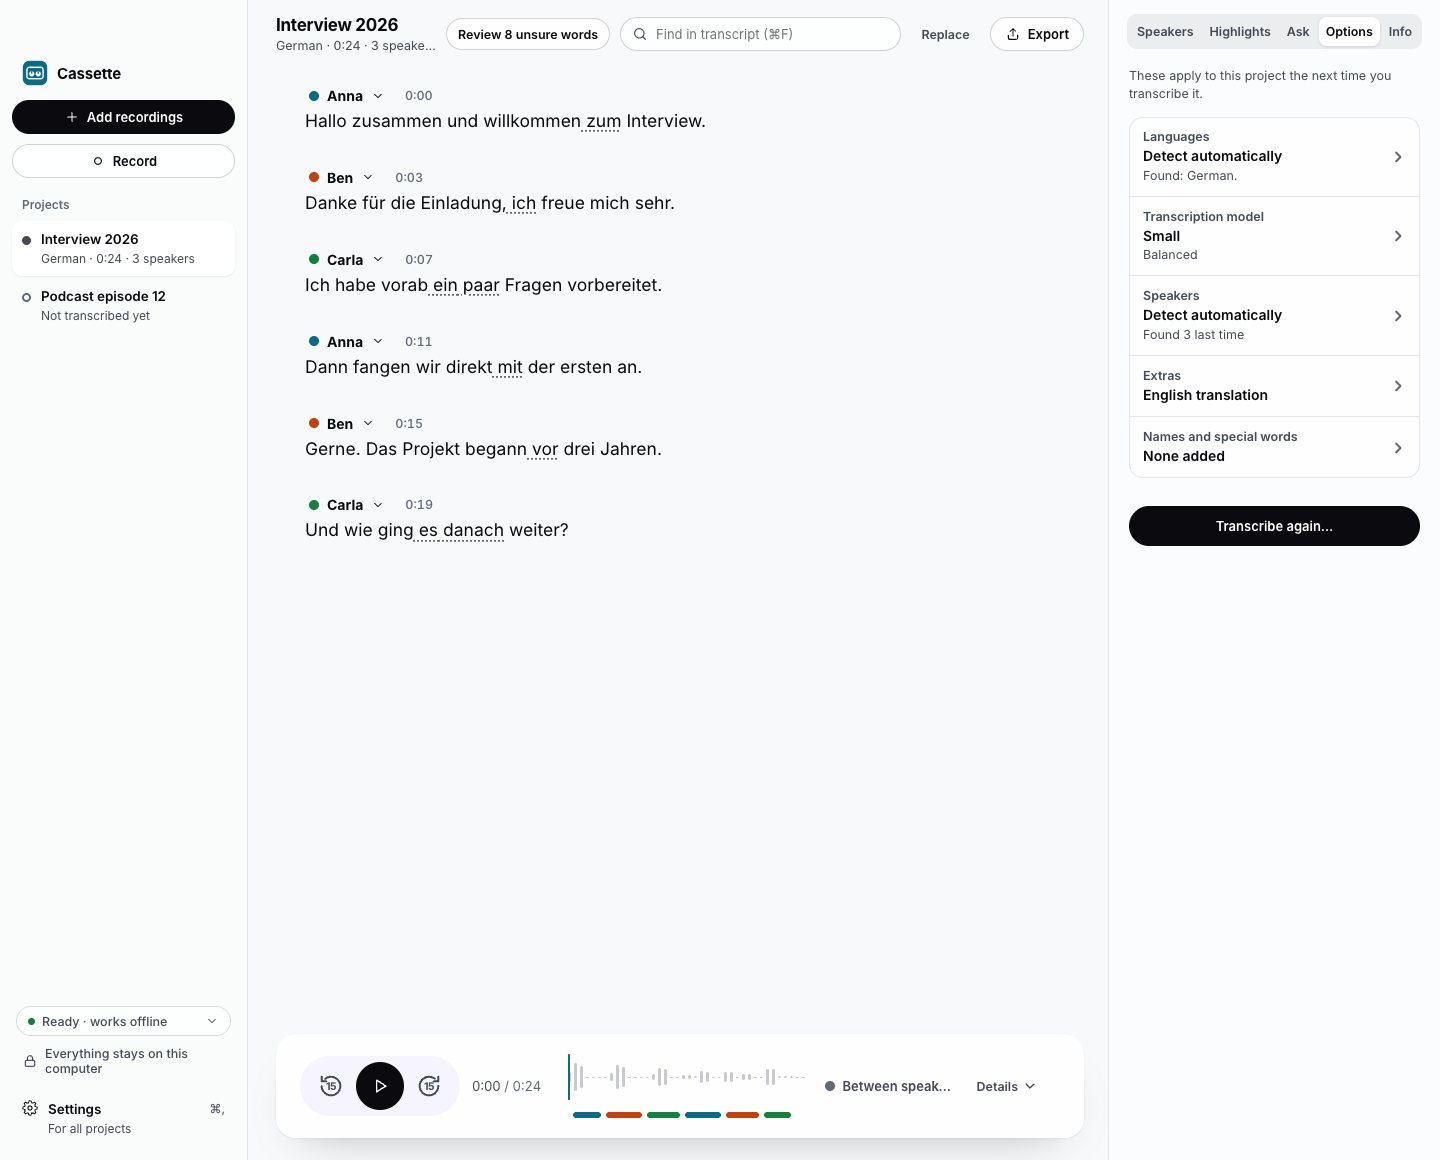 Cassette
Add recordings
Record
Projects
Interview 2026
German · 0:24 · 3 speakers
Podcast episode 12
Not transcribed yet
Ready · works offline
Everything stays on this
computer
Settings
⌘,
For all projects
Interview 2026
German · 0:24 · 3 speake...
Review 8 unsure words
Find in transcript (⌘F)
Replace
Export
Anna 0:00
Hallo zusammen und willkommen zum Interview.
Ben 0:03
Danke für die Einladung, ich freue mich sehr.
Carla 0:07
Ich habe vorab ein paar Fragen vorbereitet.
Anna 0:11
Dann fangen wir direkt mit der ersten an.
Ben 0:15
Gerne. Das Projekt begann vor drei Jahren.
Carla 0:19
Und wie ging es danach weiter?
15
15
0:00 / 0:24
Between speak...
Details
Speakers Highlights Ask Options Info
These apply to this project the next time you
transcribe it.
Languages
Detect automatically
Found: German.
Transcription model
Small
Balanced
Speakers
Detect automatically
Found 3 last time
Extras
English translation
Names and special words
None added
Transcribe again...